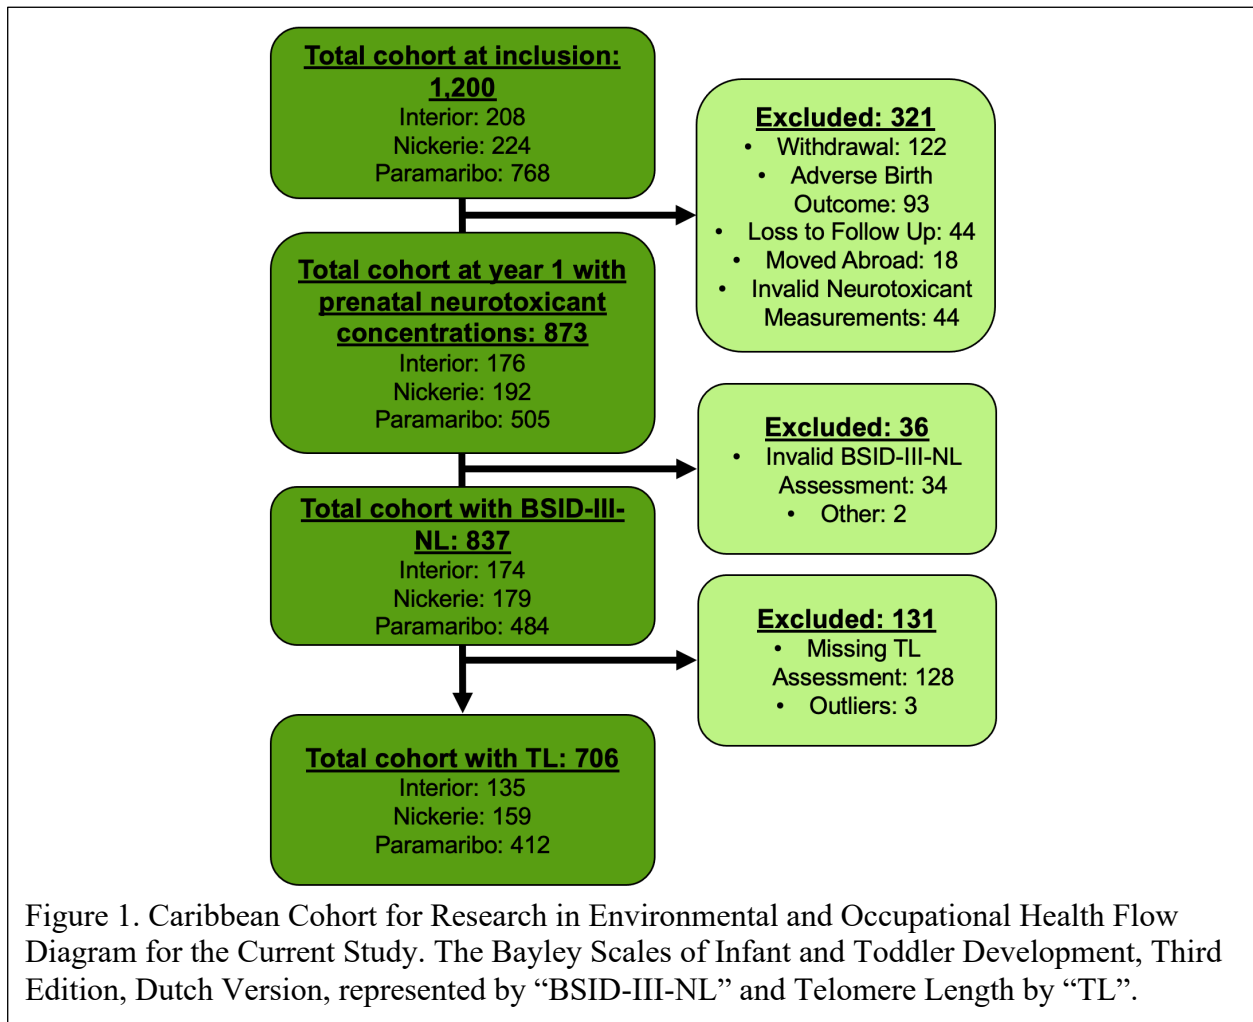 Total cohort at inclusion:
1,200
Interior: 208
Nickerie: 224
Paramaribo: 768
Excluded: 321
• Withdrawal: 122
• Adverse Birth
Outcome: 93
• Loss to Follow Up: 44
• Moved Abroad: 18
• Invalid Neurotoxicant
Measurements: 44
Total cohort at year 1 with
prenatal neurotoxicant
concentrations: 873
Interior: 176
Nickerie: 192
Paramaribo: 505
Excluded: 36
• Invalid BSID-III-NL
Assessment: 34
• Other: 2
Total cohort with BSID-III-
NL: 837
Interior: 174
Nickerie: 179
Paramaribo: 484
Excluded: 131
• Missing TL
Assessment: 128
• Outliers: 3
Total cohort with TL: 706
Interior: 135
Nickerie: 159
Paramaribo: 412
Figure 1. Caribbean Cohort for Research in Environmental and Occupational Health Flow
Diagram for the Current Study. The Bayley Scales of Infant and Toddler Development, Third
Edition, Dutch Version, represented by “BSID-III-NL” and Telomere Length by “TL”.